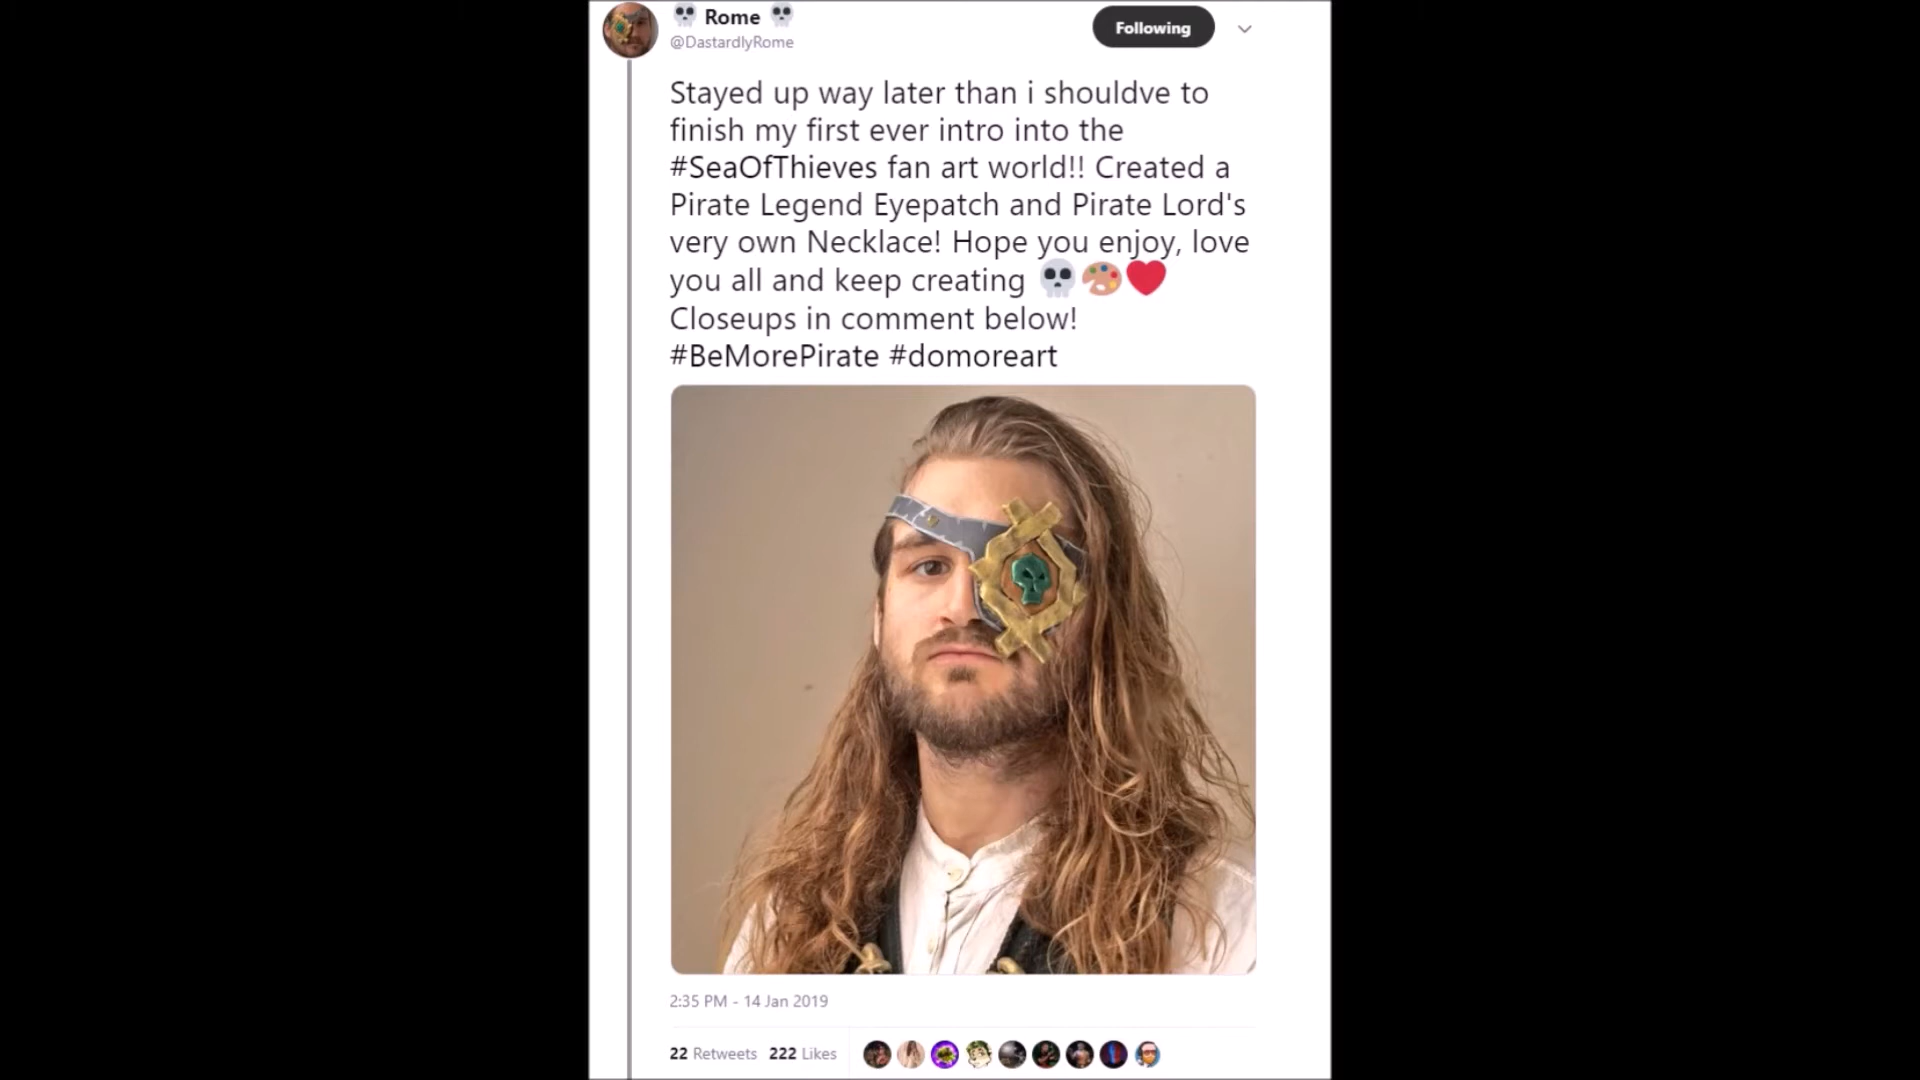 Rome
@DastardlyRome
Following
Stayed up way later than i shouldve to
finish my first ever intro into the
#SeaOfThieves fan art world!! Created a
Pirate Legend Eyepatch and Pirate Lord's
very own Necklace! Hope you enjoy, love
you all and keep creating 💀🎨❤️
Closeups in comment below!
#BeMorePirate #domoreart
2:35 PM - 14 Jan 2019
22 Retweets 222 Likes